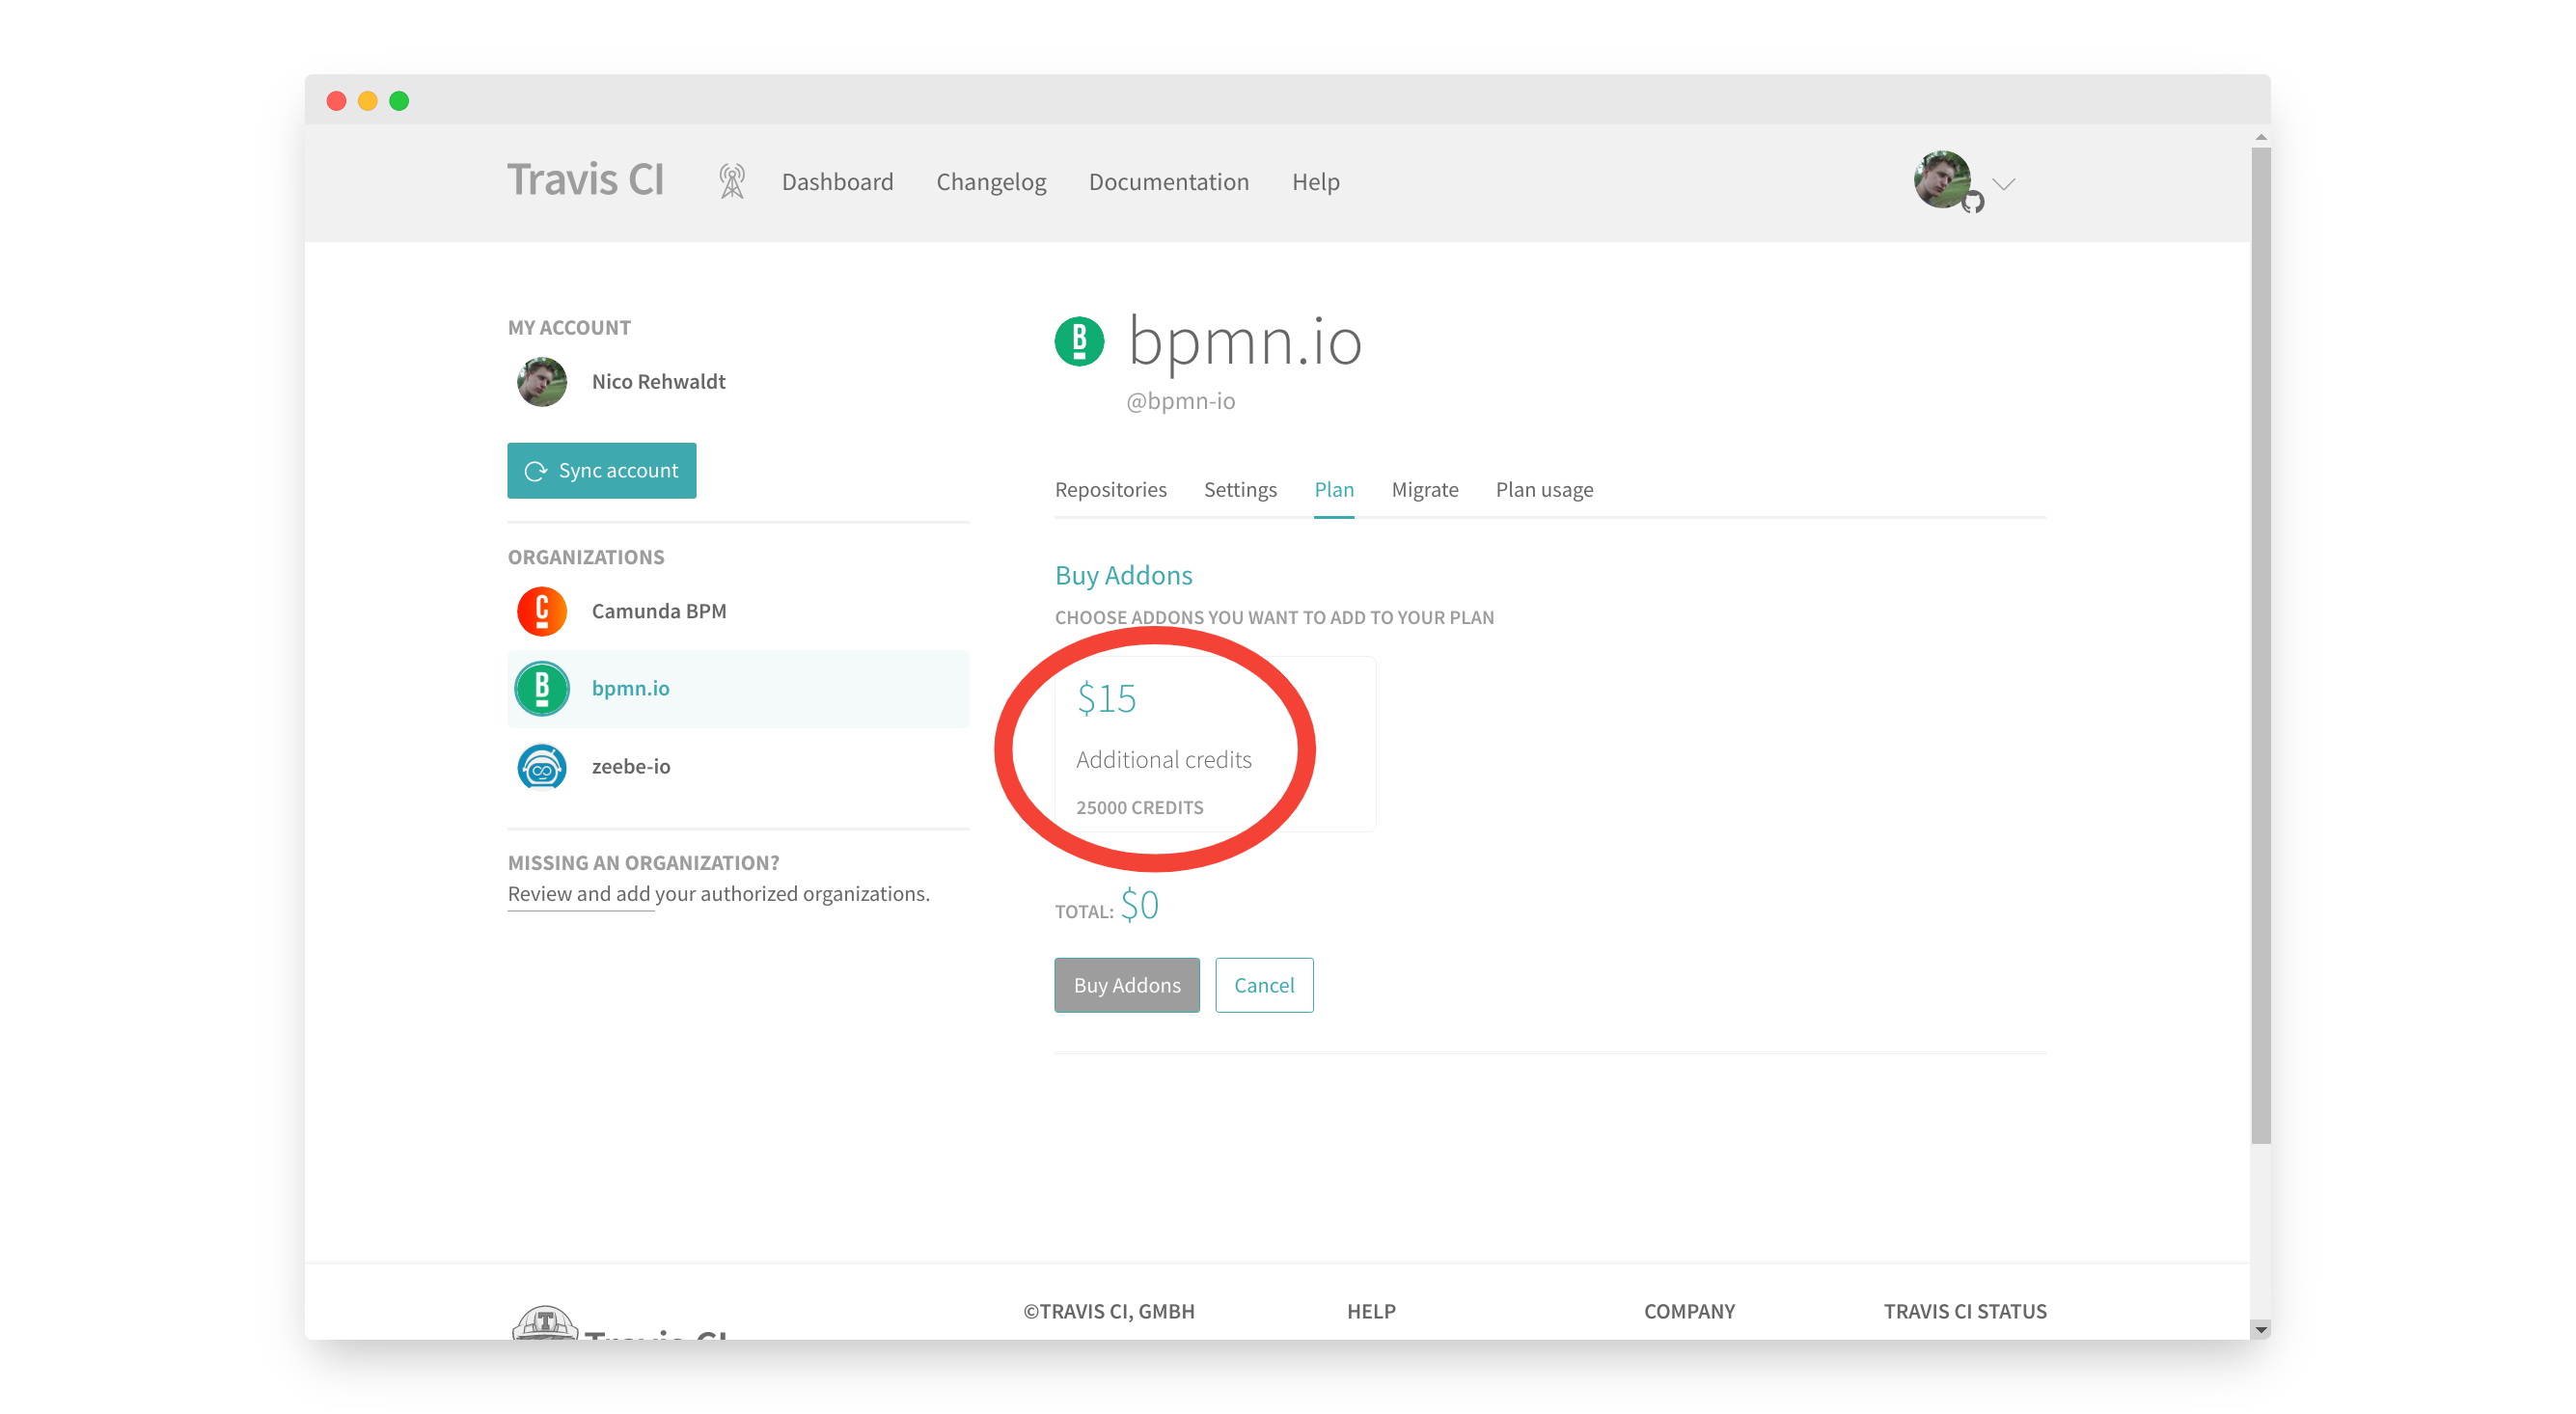 Travis CI
Dashboard
Changelog
Documentation
Help
MY ACCOUNT
Nico Rehwaldt
Sync account
ORGANIZATIONS
C
Camunda BPM
B
bpmn.io
zeebe-io
MISSING AN ORGANIZATION?
Review and add your authorized organizations.
B
bpmn.io
@bpmn-io
Repositories
Settings
Plan
Migrate
Plan usage
Buy Addons
CHOOSE ADDONS YOU WANT TO ADD TO YOUR PLAN
$15
Additional credits
25000 CREDITS
TOTAL: $0
Buy Addons
Cancel
T
Travis CI
©TRAVIS CI, GMBH
HELP
COMPANY
TRAVIS CI STATUS